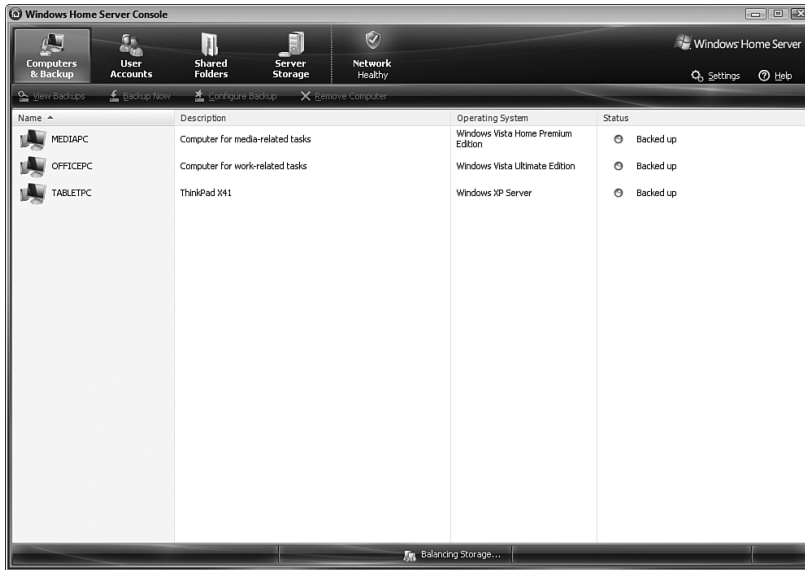 Windows Home Server Console
Computers & Backup
User Accounts
Shared Folders
Server Storage
Network
Healthy
Windows Home Server
Settings
Help
View Backups Backup Now Configure Backup Remove Computer
Name Description Operating System Status
MEDIAPC Computer for media-related tasks Windows Vista Home Premium Edition Backed up
OFFICEPC Computer for work-related tasks Windows Vista Ultimate Edition Backed up
TABLETPC ThinkPad X41 Windows XP Server Backed up
Balancing Storage...